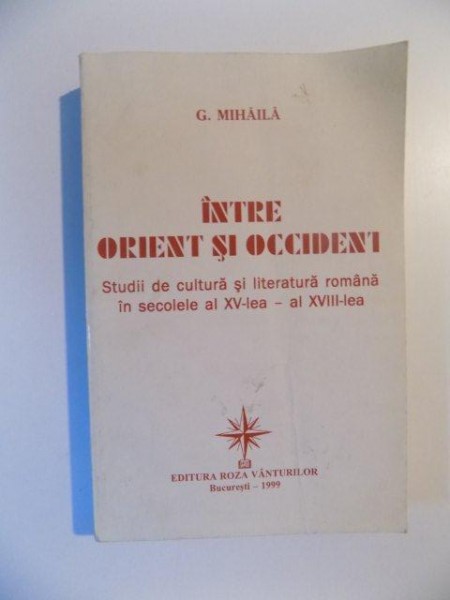 G. MIHĂILĂ
ÎNTRE
ORIENT ŞI OCCIDENT
Studii de cultură şi literatură română
în secolele al XV-lea – al XVIII-lea
EDITURA ROZA VÂNTURILOR
Bucureşti – 1999